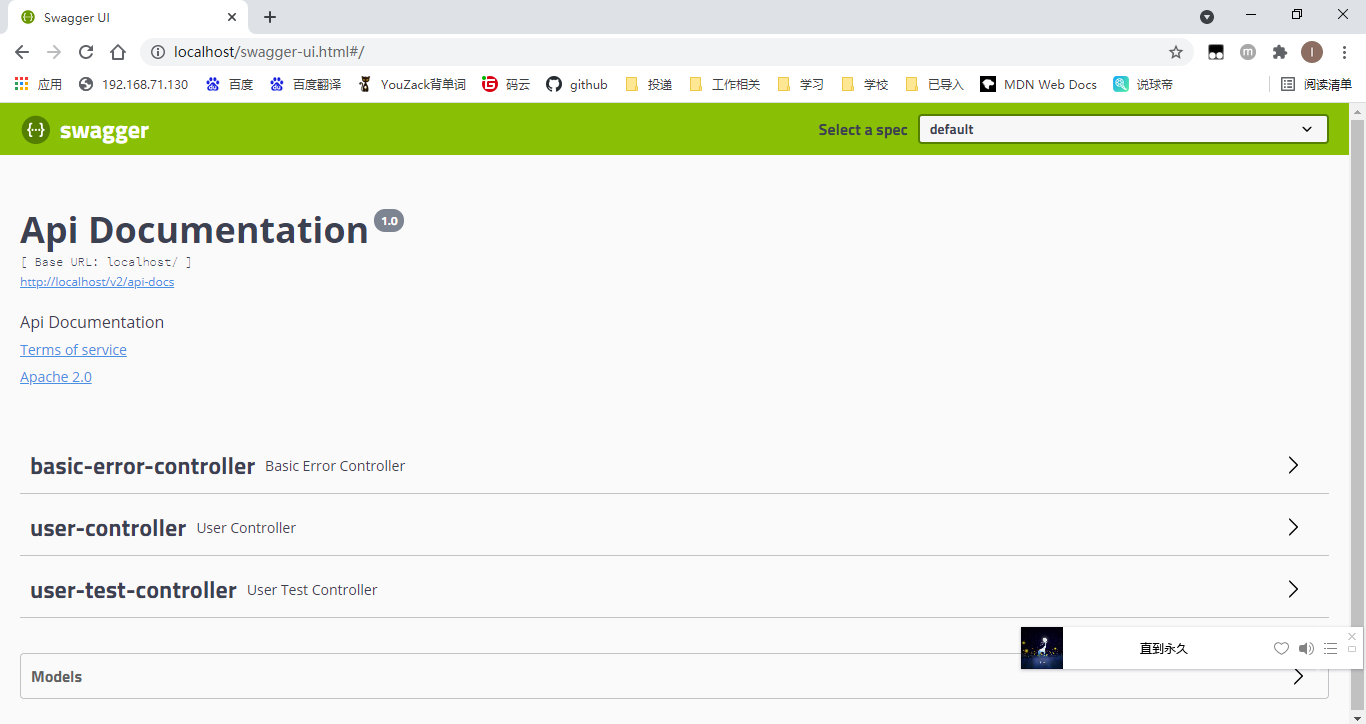 Swagger UI
localhost/swagger-ui.html#/
m
I
应用 192.168.71.130 百度 百度翻译 YouZack背单词 码云 github 投递 工作相关 学习 学校 已导入 MDN Web Docs 说球帝 阅读清单
{··} swagger Select a spec default
Api Documentation 1.0
[ Base URL: localhost/ ]
http://localhost/v2/api-docs
Api Documentation
Terms of service
Apache 2.0
basic-error-controller Basic Error Controller
user-controller User Controller
user-test-controller User Test Controller
直到永久
Models